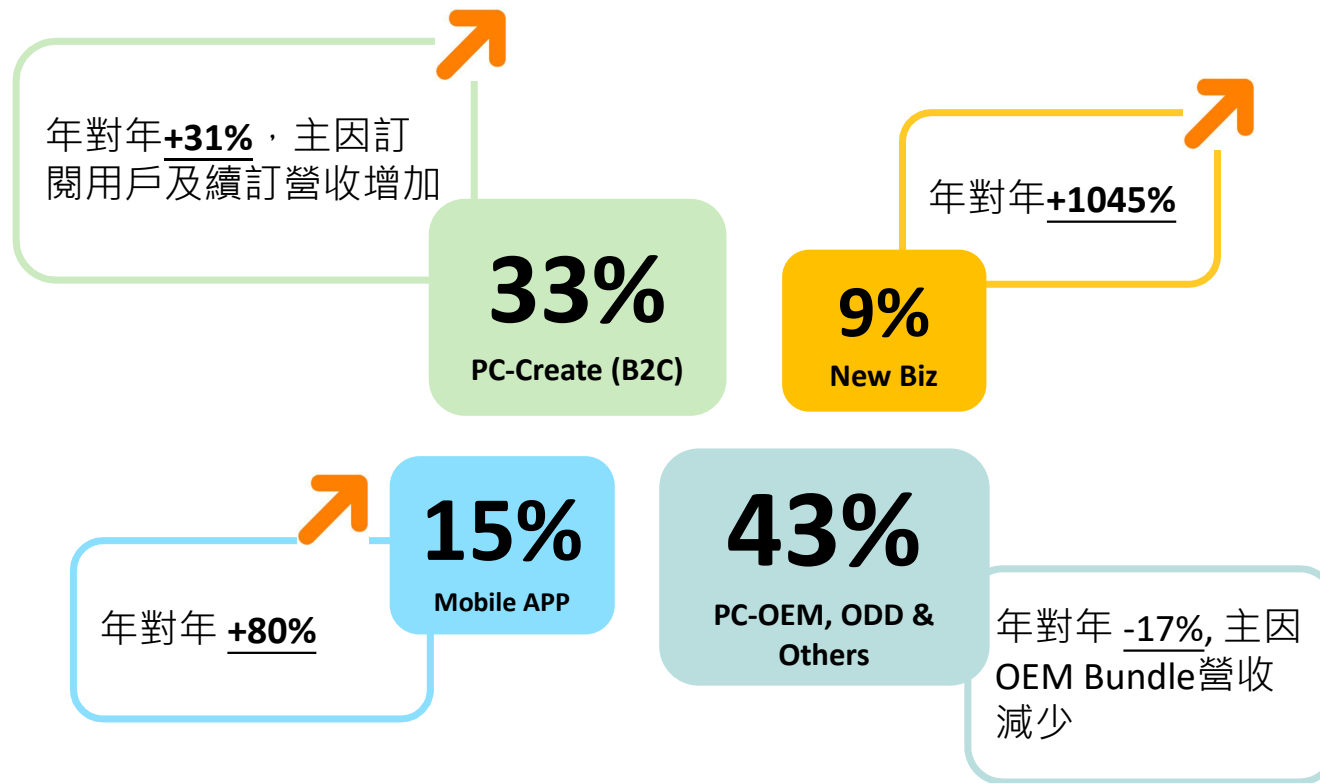 年對年+31%，主因訂
閱用戶及續訂營收增加
33%
PC-Create (B2C)
年對年+1045%
9%
New Biz
15%
Mobile APP
年對年 +80%
43%
PC-OEM, ODD &
Others
年對年 -17%, 主因
OEM Bundle營收
減少